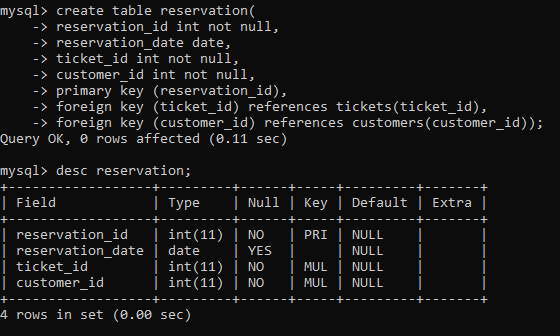 mysql> create table reservation(
    -> reservation_id int not null,
    -> reservation_date date,
    -> ticket_id int not null,
    -> customer_id int not null,
    -> primary key (reservation_id),
    -> foreign key (ticket_id) references tickets(ticket_id),
    -> foreign key (customer_id) references customers(customer_id));
Query OK, 0 rows affected (0.11 sec)

mysql> desc reservation;
+------------------+---------+------+-----+---------+-------+
| Field            | Type    | Null | Key | Default | Extra |
+------------------+---------+------+-----+---------+-------+
| reservation_id   | int(11) | NO   | PRI | NULL    |       |
| reservation_date | date    | YES  |     | NULL    |       |
| ticket_id        | int(11) | NO   | MUL | NULL    |       |
| customer_id      | int(11) | NO   | MUL | NULL    |       |
+------------------+---------+------+-----+---------+-------+
4 rows in set (0.00 sec)